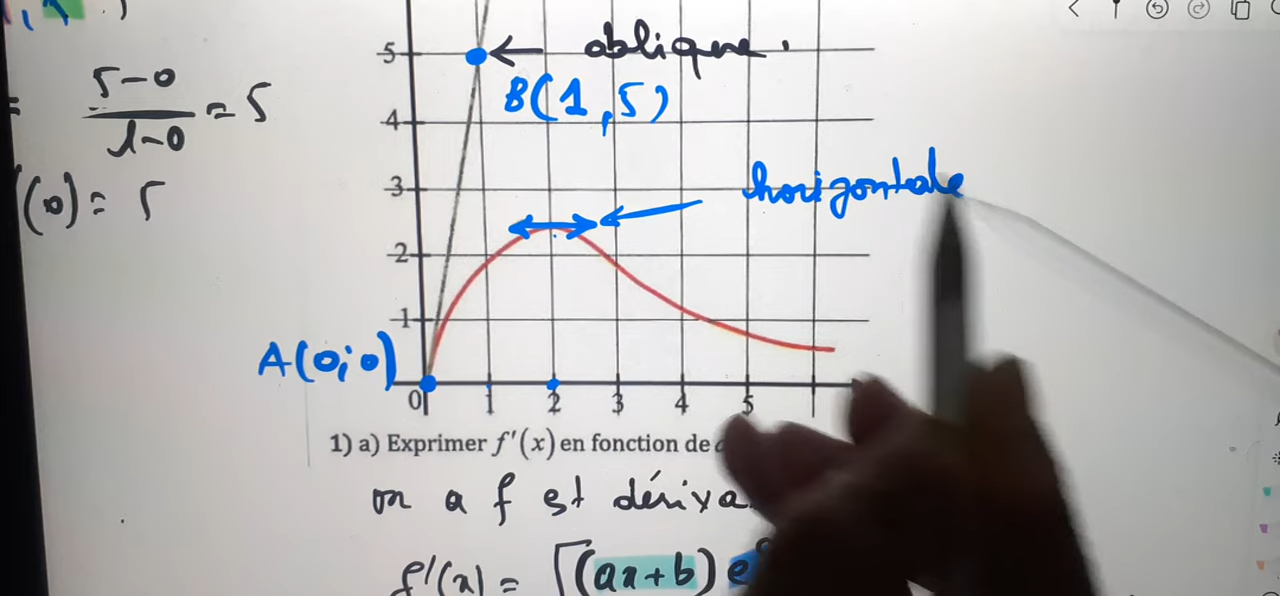 5-0
= ─── = 5
1-0
'(0) = 5
5
← oblique.
B(1,5)
4
3
horizontale
2
1
A(0;0)
0 1 2 3 4 5
1) a) Exprimer f'(x) en fonction de
on a f est dériva
f'(x) = [(ax+b) e